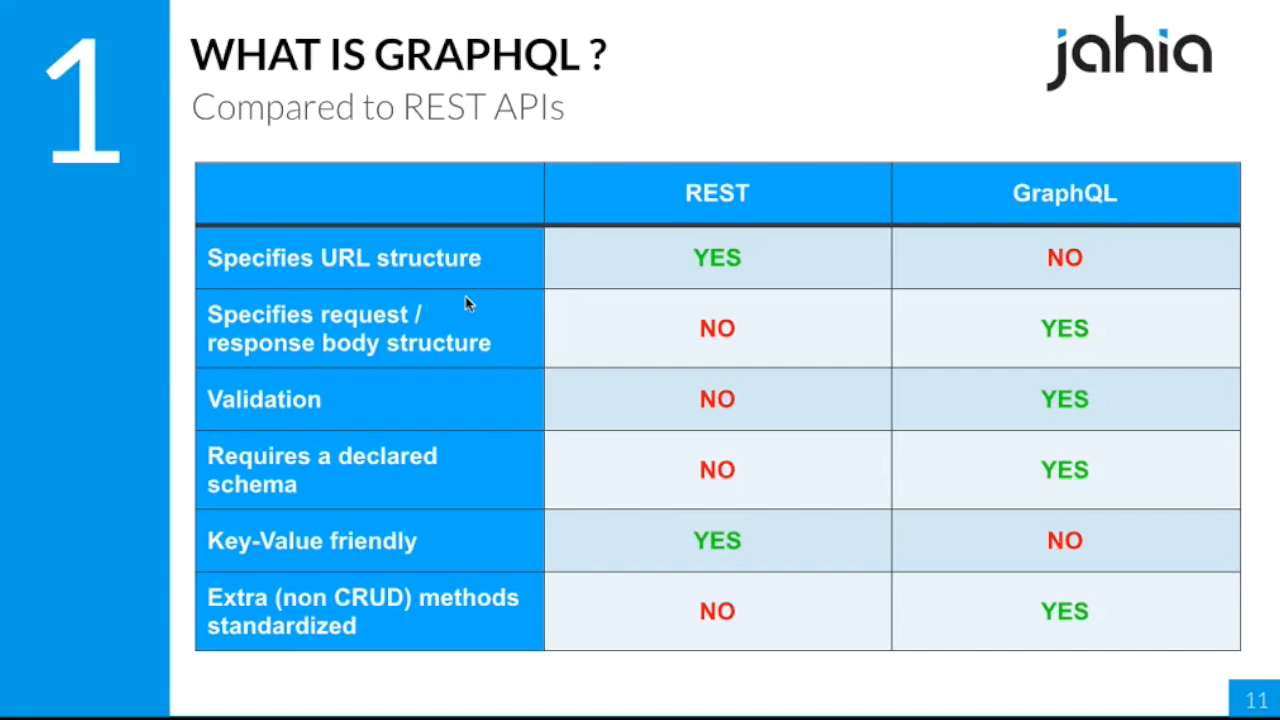 1
WHAT IS GRAPHQL ?
Compared to REST APIs
jahia
REST GraphQL
Specifies URL structure YES NO
Specifies request /
response body structure NO YES
Validation NO YES
Requires a declared
schema NO YES
Key-Value friendly YES NO
Extra (non CRUD) methods
standardized NO YES
11